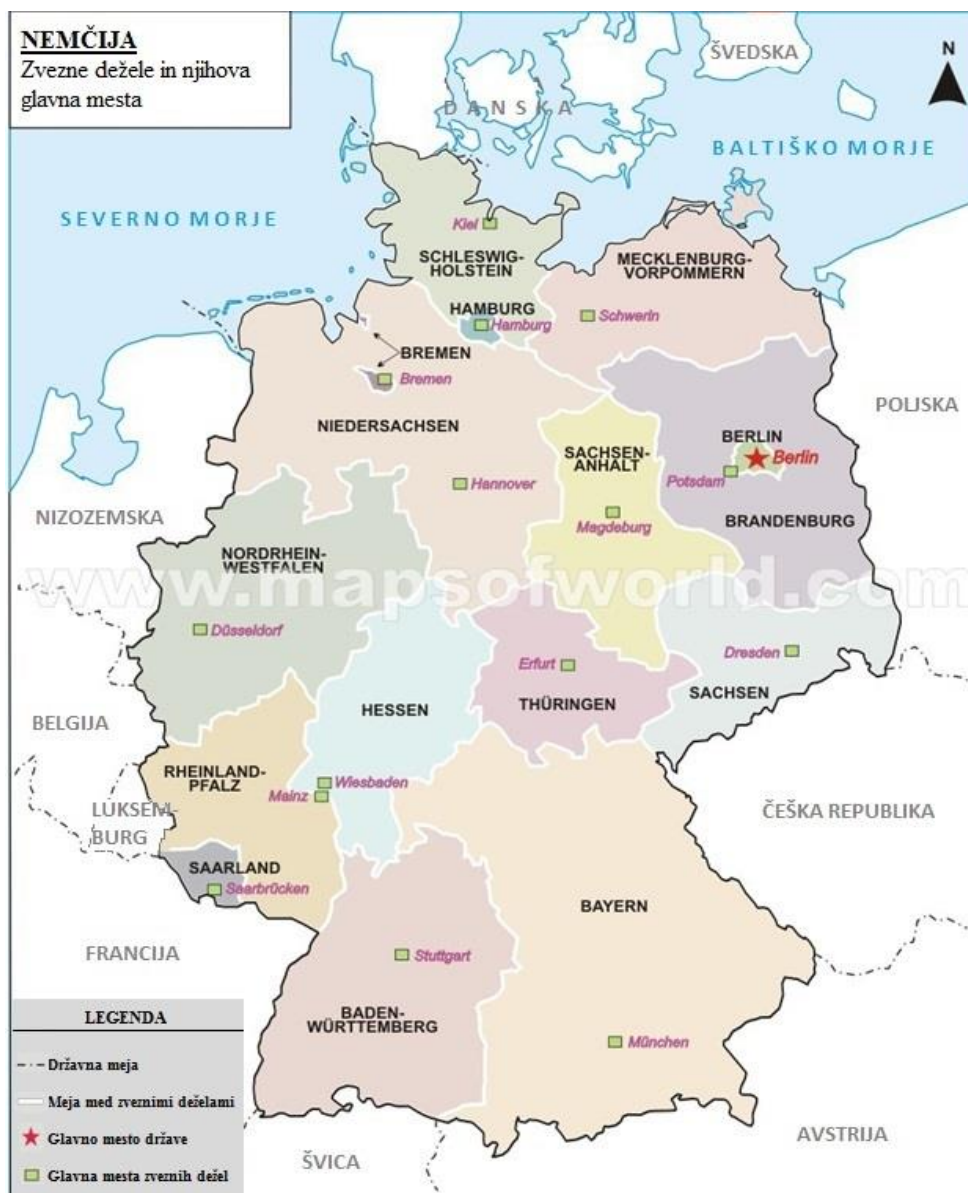 NEMČIJA
Zvezne dežele in njihova
glavna mesta
ŠVEDSKA
N
DANSKA
BALTIŠKO MORJE
SEVERNO MORJE
Kiel
SCHLESWIG-
HOLSTEIN
MECKLENBURG-
VORPOMMERN
HAMBURG
Hamburg
Schwerin
BREMEN
Bremen
POLJSKA
NIEDERSACHSEN
BERLIN
Berlin
SACHSEN-
ANHALT
Potsdam
Hannover
NIZOZEMSKA
Magdeburg
BRANDENBURG
NORDRHEIN-
WESTFALEN
www.mapsofworld.com
Düsseldorf
Dresden
Erfurt
SACHSEN
THÜRINGEN
HESSEN
BELGIJA
RHEINLAND-
PFALZ
Wiesbaden
Mainz
LUKSEM-
BURG
ČEŠKA REPUBLIKA
SAARLAND
Saarbrücken
BAYERN
FRANCIJA
Stuttgart
BADEN-
WÜRTTEMBERG
München
LEGENDA
Državna meja
Meja med zveznimi deželami
Glavno mesto države
Glavna mesta zveznih dežel
ŠVICA
AVSTRIJA